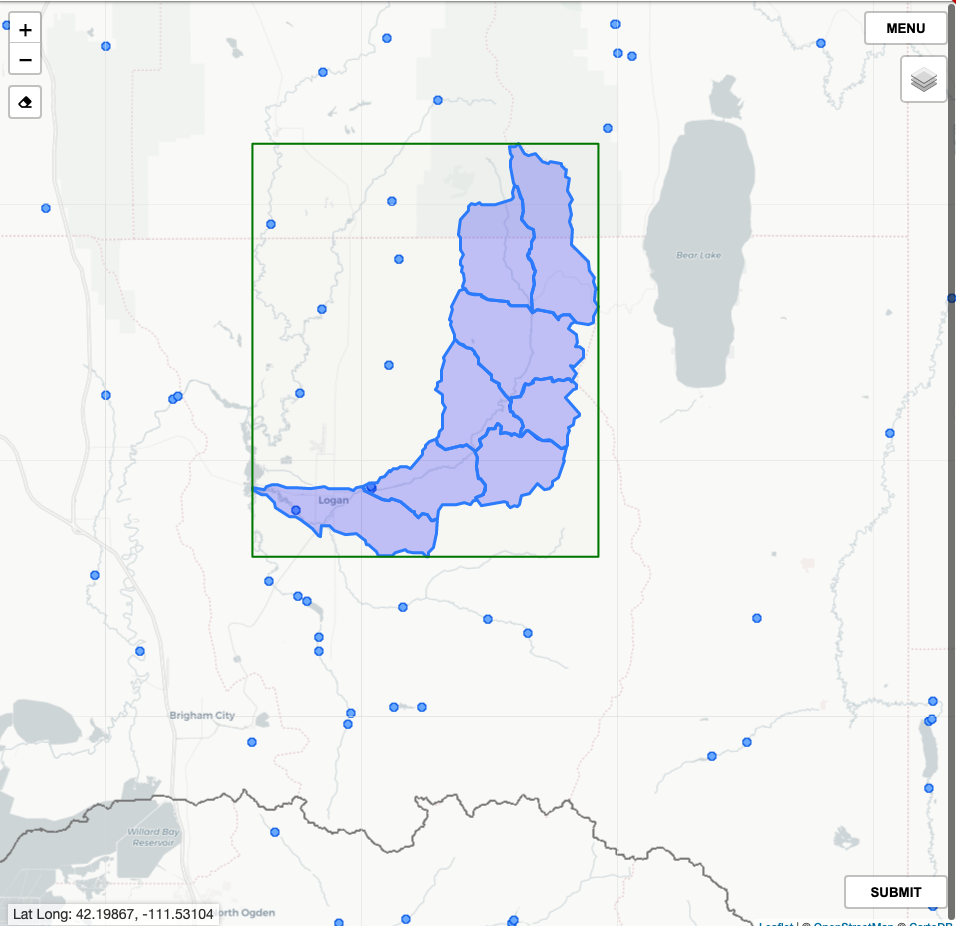 +
MENU
−
Bear Lake
Logan
Brigham City
Willard Bay
Reservoir
SUBMIT
Lat Long: 42.19867, -111.53104
orth Ogden
Leaflet | © OpenStreetMap © CartoDB